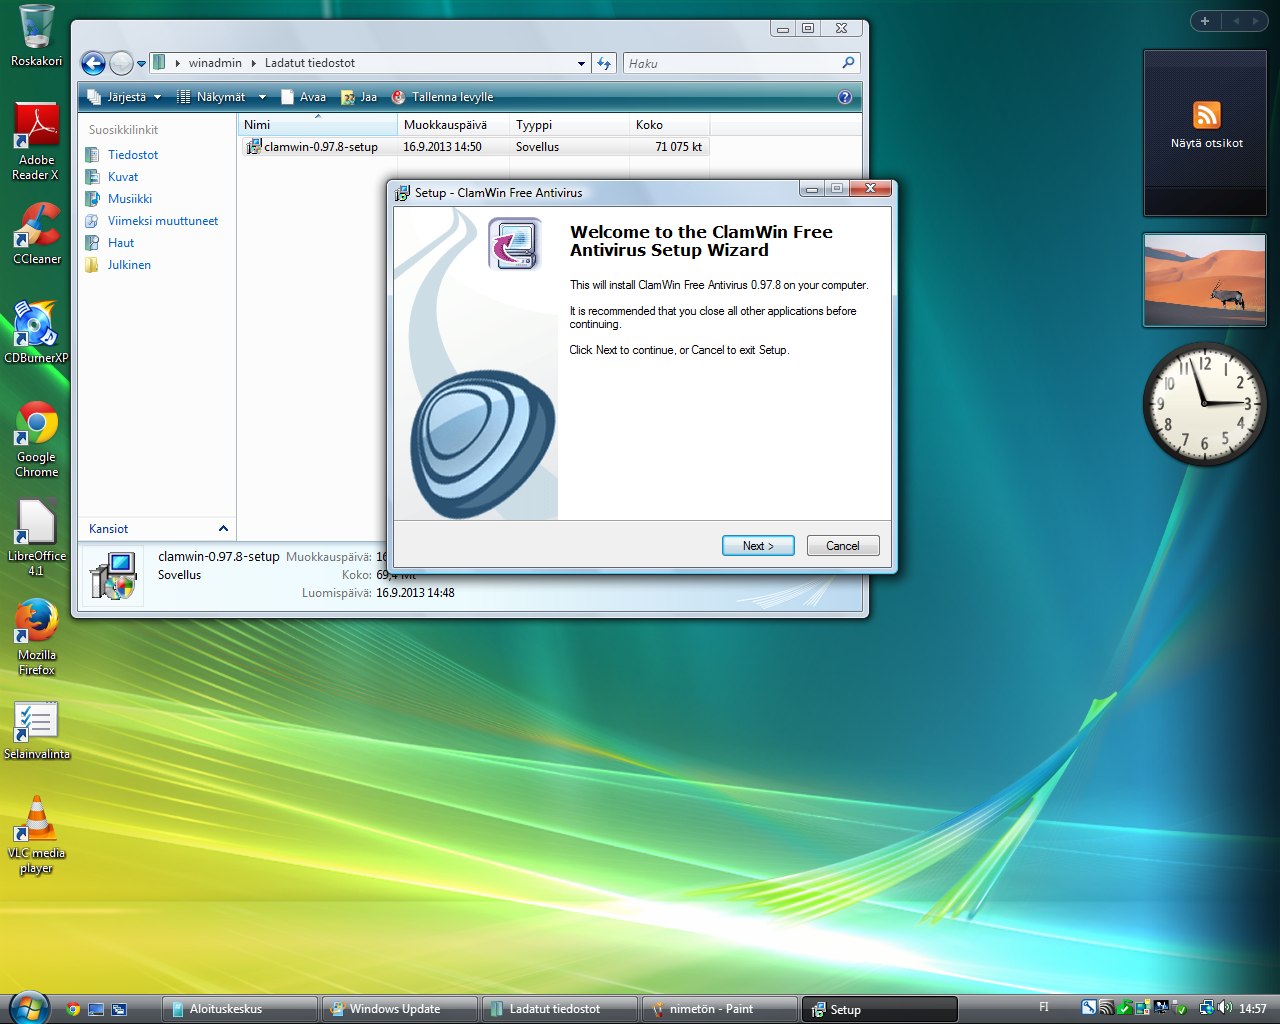 Roskakori
Adobe
Reader X
CCleaner
CDBurnerXP
Google
Chrome
LibreOffice
4.1
Mozilla
Firefox
Selainvalinta
VLC media
player
winadmin
Ladatut tiedostot
Haku
Järjestä
Näkymät
Avaa
Jaa
Tallenna levylle
Suosikkilinkit
Tiedostot
Kuvat
Musiikki
Viimeksi muuttuneet
Haut
Julkinen
Kansiot
Nimi
Muokkauspäivä
Tyyppi
Koko
clamwin-0.97.8-setup
16.9.2013 14:50
Sovellus
71 075 kt
clamwin-0.97.8-setup
Muokkauspäivä:
Sovellus
Koko: 69,4 Mt
Luomispäivä: 16.9.2013 14:48
Setup - ClamWin Free Antivirus
Welcome to the ClamWin Free
Antivirus Setup Wizard
This will install ClamWin Free Antivirus 0.97.8 on your computer.
It is recommended that you close all other applications before
continuing.
Click Next to continue, or Cancel to exit Setup.
Next >
Cancel
Näytä otsikot
12
1
2
3
4
5
6
7
8
9
10
11
Aloituskeskus
Windows Update
Ladatut tiedostot
nimetön - Paint
Setup
FI
14:57